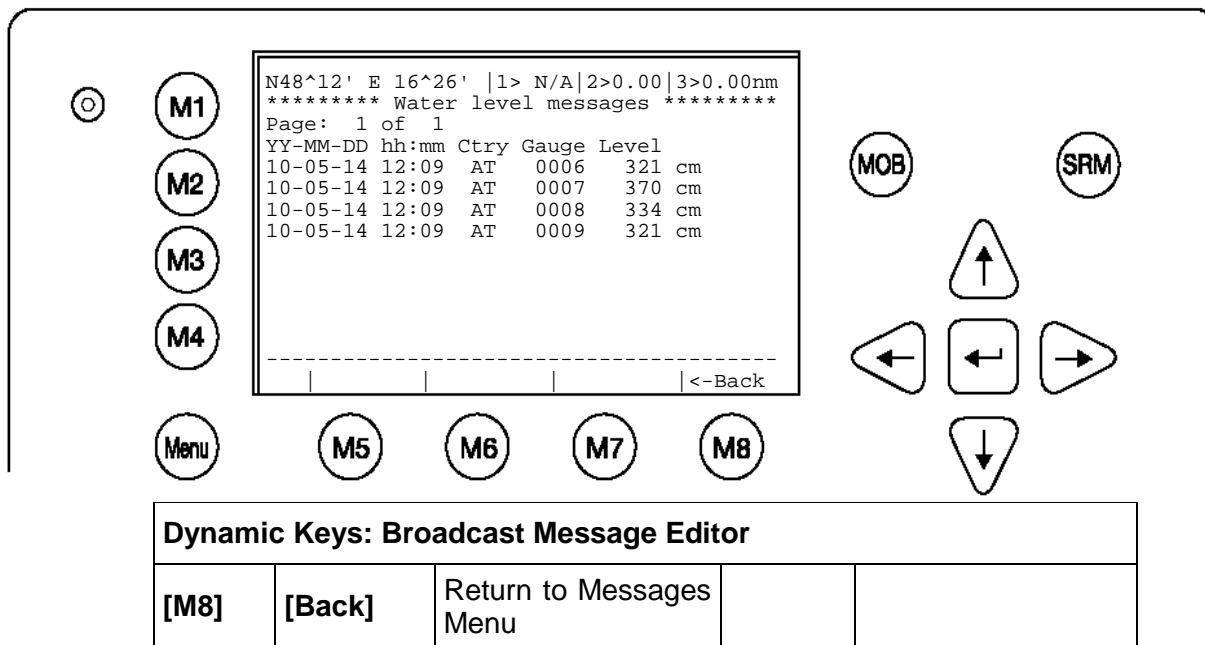 N48^12' E 16^26' |1> N/A|2>0.00|3>0.00nm
********* Water level messages *********
Page: 1 of 1
YY-MM-DD hh:mm Ctry Gauge Level
10-05-14 12:09 AT 0006 321 cm
10-05-14 12:09 AT 0007 370 cm
10-05-14 12:09 AT 0008 334 cm
10-05-14 12:09 AT 0009 321 cm
----------------------------------------
| | | |<-Back
M1
M2
M3
M4
MOB
SRM
Menu
M5
M6
M7
M8
Dynamic Keys: Broadcast Message Editor
[M8] [Back] Return to Messages
Menu